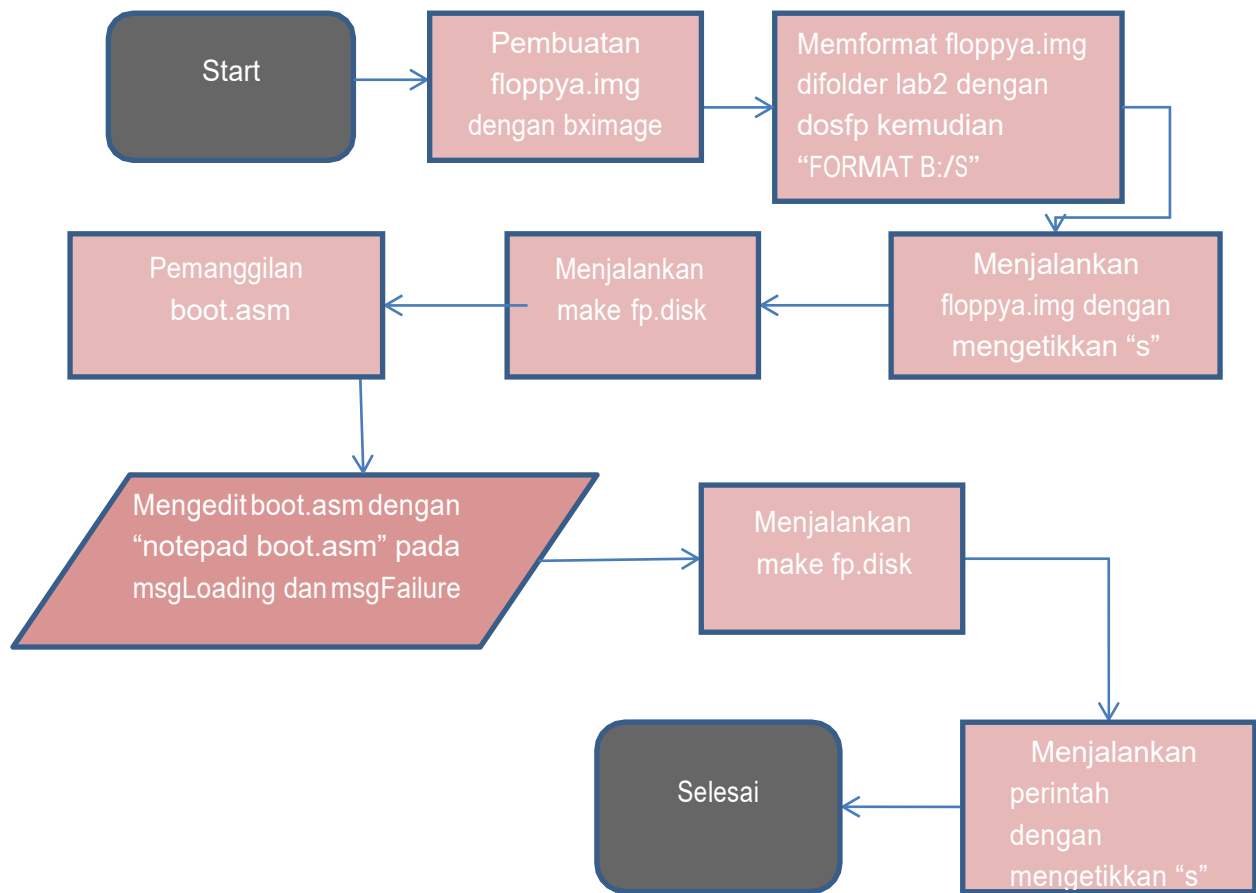 Start
Pembuatan
floppya.img
dengan bximage
Memformat floppya.img
difolder lab2 dengan
dosfp kemudian
“FORMAT B:/S”
Menjalankan
floppya.img dengan
mengetikkan “s”
Menjalankan
make fp.disk
Pemanggilan
boot.asm
Mengedit boot.asm dengan
“notepad boot.asm” pada
msgLoading dan msgFailure
Menjalankan
make fp.disk
Menjalankan
perintah
dengan
mengetikkan “s”
Selesai